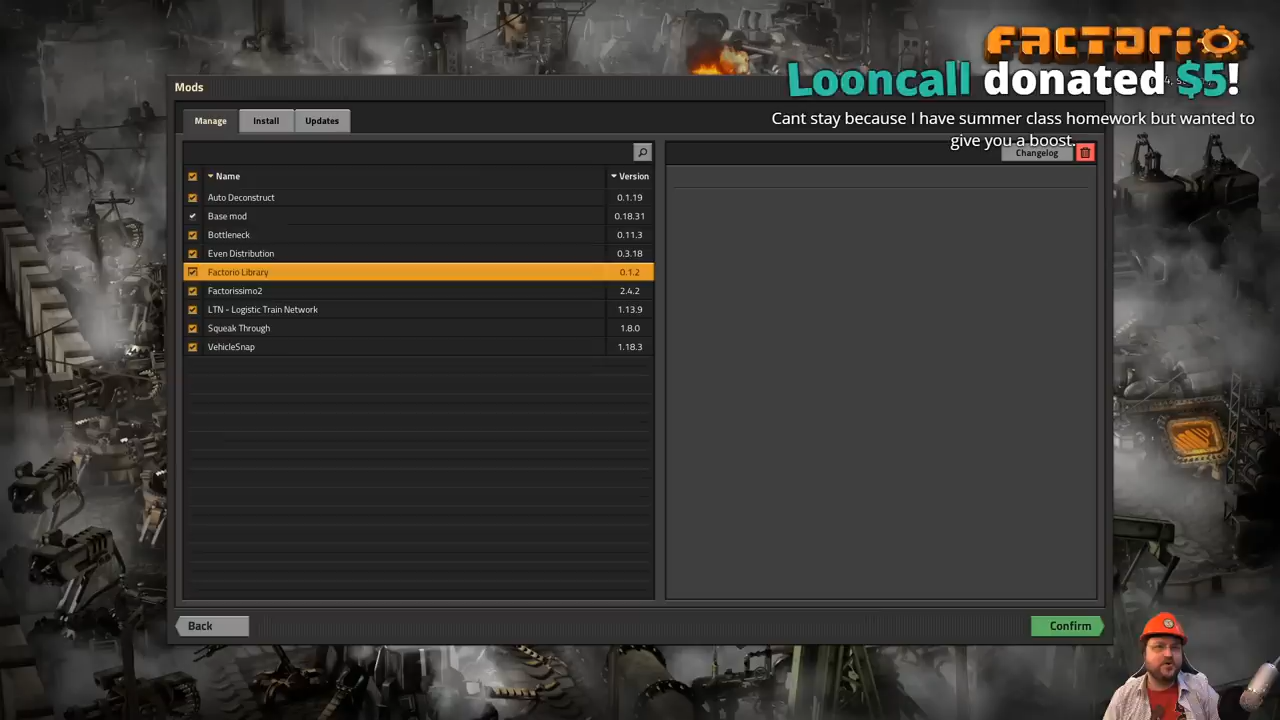 FACTORIO
Looncall donated $5!
Cant stay because I have summer class homework but wanted to
give you a boost.
Mods
Manage Install Updates
Changelog
Name Version
Auto Deconstruct 0.1.19
Base mod 0.18.31
Bottleneck 0.11.3
Even Distribution 0.3.18
Factorio Library 0.1.2
Factorissimo2 2.4.2
LTN - Logistic Train Network 1.13.9
Squeak Through 1.8.0
VehicleSnap 1.18.3
Back Confirm